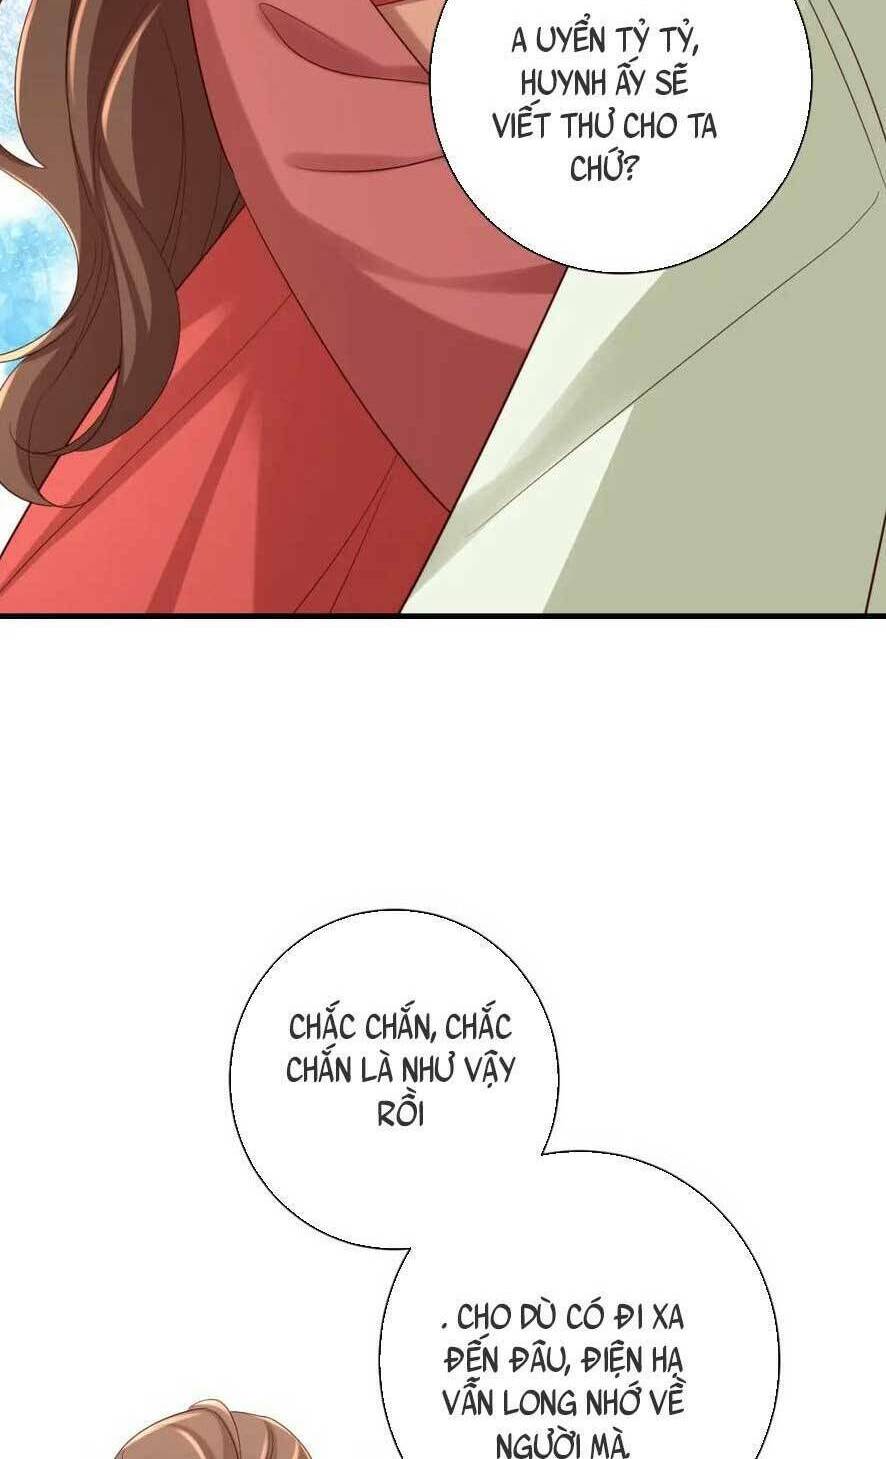 A UYỂN TỶ TỶ,
HUYNH ẤY SẼ
VIẾT THƯ CHO TA
CHỨ?
CHẮC CHẮN, CHẮC
CHẮN LÀ NHƯ VẬY
RỒI
. CHO DÙ CÓ ĐI XA
ĐẾN ĐÂU, ĐIỆN HẠ
VẪN LONG NHỚ VỀ
NGƯỜI MÀ.